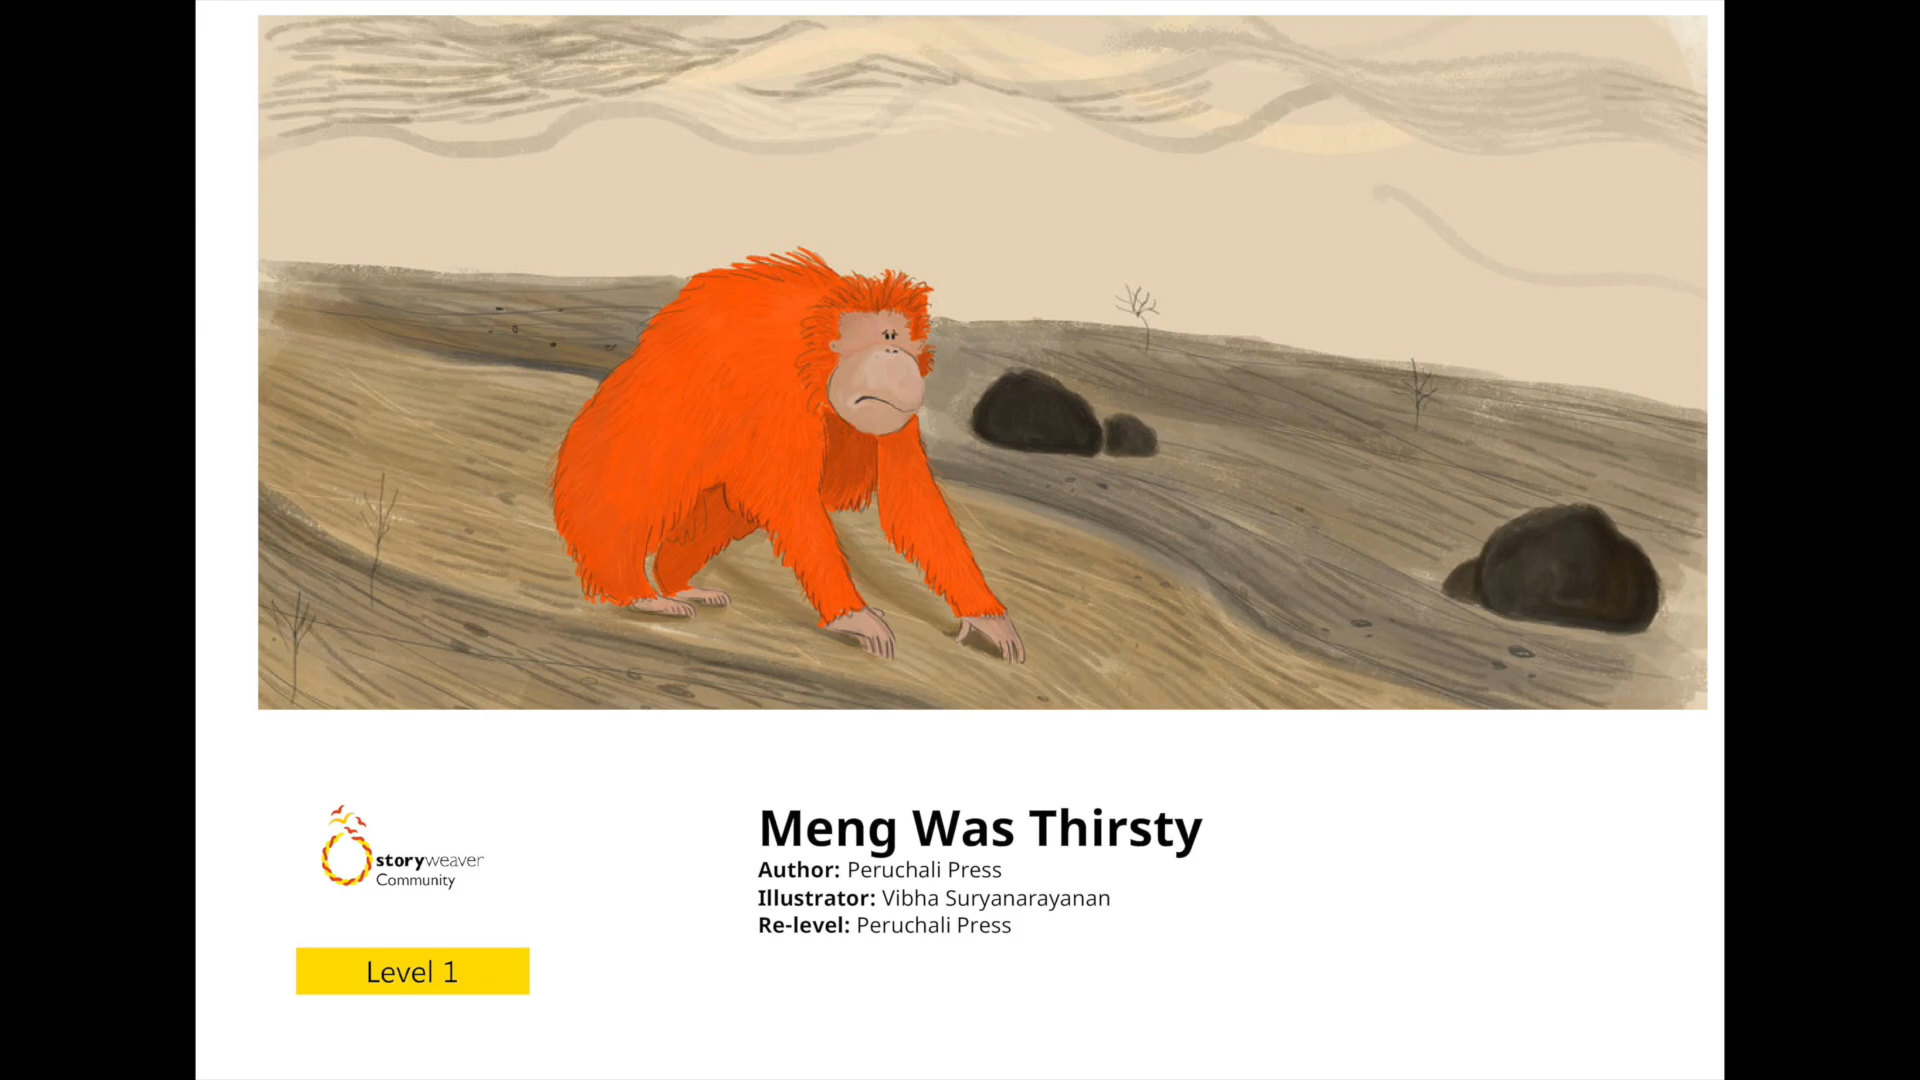 storyweaver
Community
Level 1
Meng Was Thirsty
Author: Peruchali Press
Illustrator: Vibha Suryanarayanan
Re-level: Peruchali Press